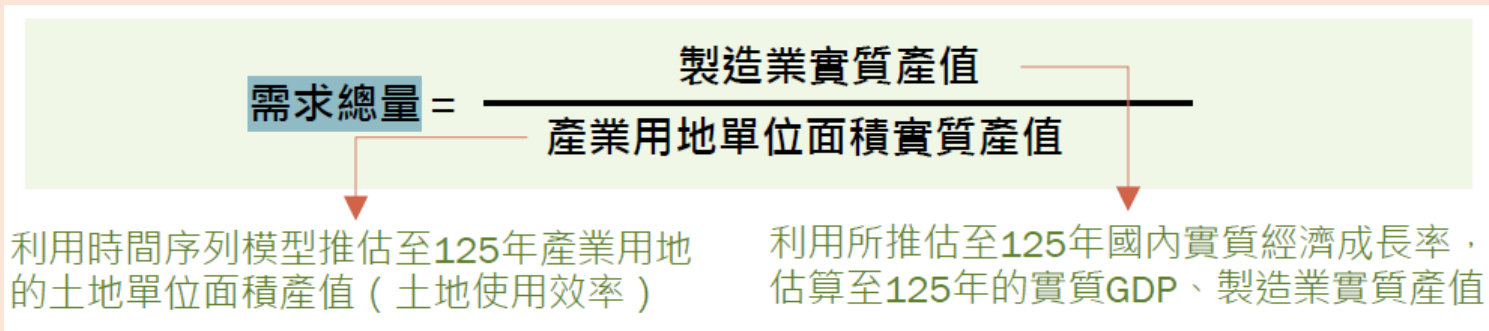 製造業實質產值
需求總量 =
產業用地單位面積實質產值
利用時間序列模型推估至125年產業用地
的土地單位面積產值（土地使用效率）
利用所推估至125年國內實質經濟成長率，
估算至125年的實質GDP、製造業實質產值